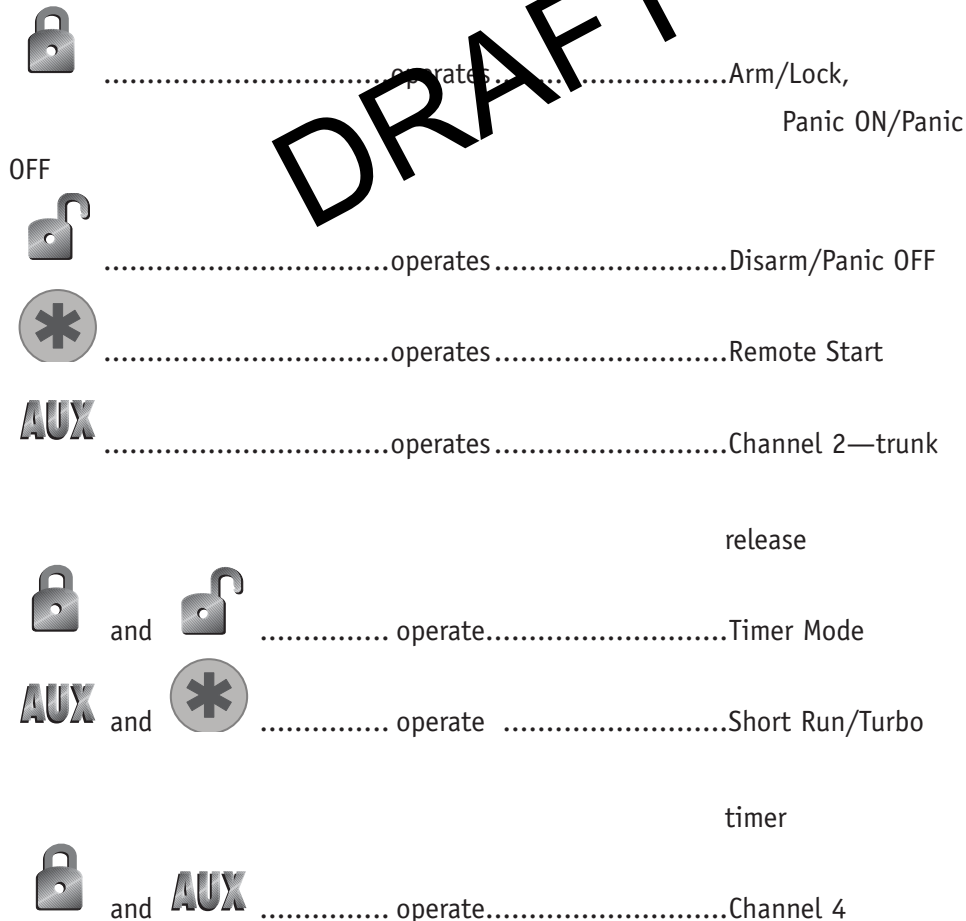 DRAFT
..................................operates............................Arm/Lock,
Panic ON/Panic
OFF
..................................operates............................Disarm/Panic OFF
..................................operates............................Remote Start
AUX ..................................operates............................Channel 2—trunk
release
and ............... operate............................Timer Mode
AUX and ............... operate ...........................Short Run/Turbo
timer
and AUX ............... operate............................Channel 4